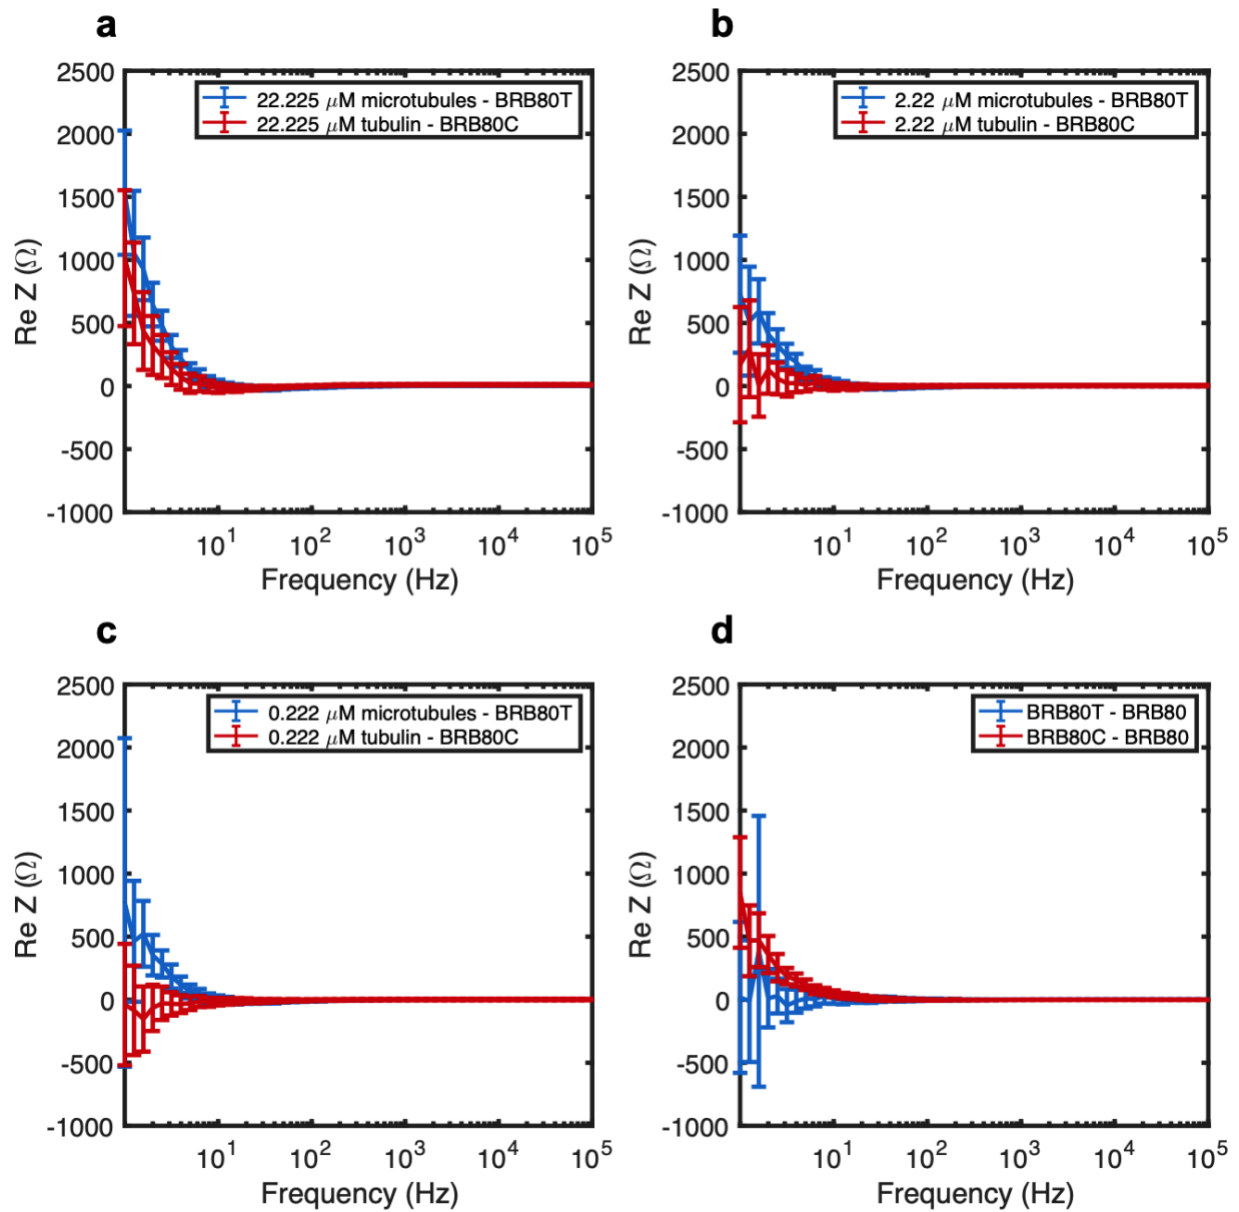 a
2500
2000
1500
1000
500
0
-500
-1000
Re Z (Ω)
22.225 μM microtubules - BRB80T
22.225 μM tubulin - BRB80C
10^1 10^2 10^3 10^4 10^5
Frequency (Hz)
b
2500
2000
1500
1000
500
0
-500
-1000
Re Z (Ω)
2.22 μM microtubules - BRB80T
2.22 μM tubulin - BRB80C
10^1 10^2 10^3 10^4 10^5
Frequency (Hz)
c
2500
2000
1500
1000
500
0
-500
-1000
Re Z (Ω)
0.222 μM microtubules - BRB80T
0.222 μM tubulin - BRB80C
10^1 10^2 10^3 10^4 10^5
Frequency (Hz)
d
2500
2000
1500
1000
500
0
-500
-1000
Re Z (Ω)
BRB80T - BRB80
BRB80C - BRB80
10^1 10^2 10^3 10^4 10^5
Frequency (Hz)